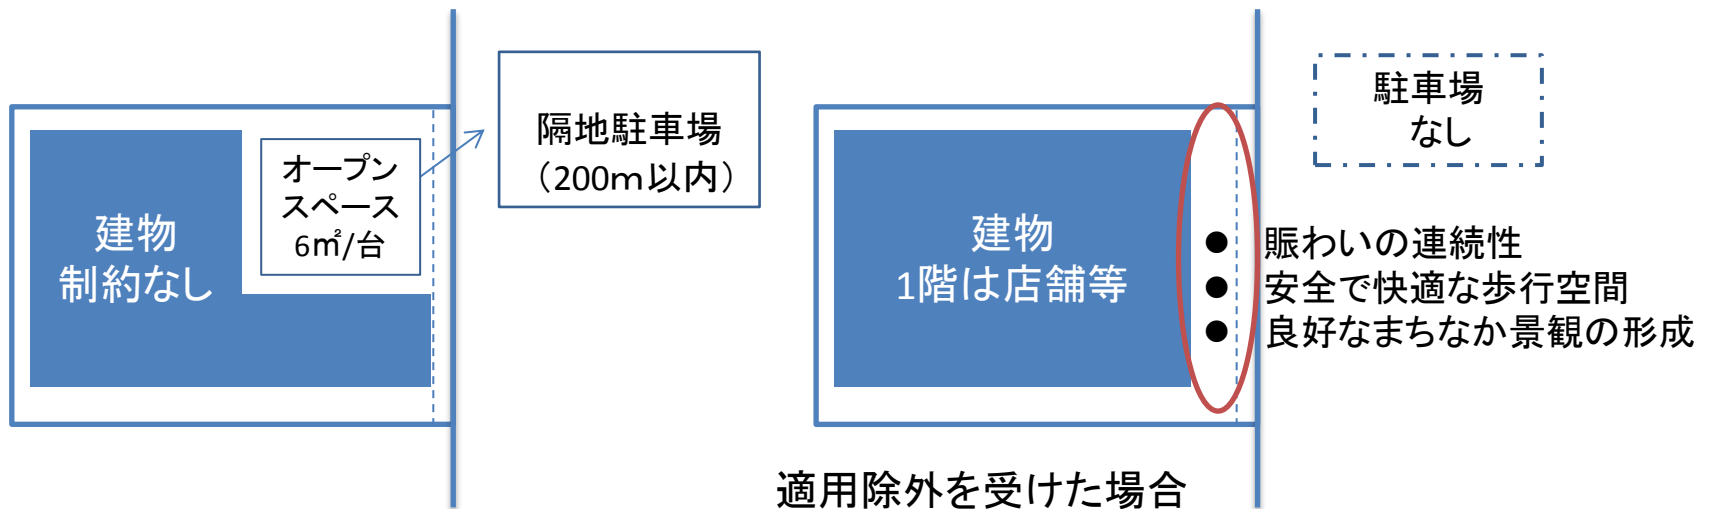 建物
制約なし
オープン
スペース
6㎡/台
隔地駐車場
（200ｍ以内）
建物
1階は店舗等
駐車場
なし
● 賑わいの連続性
● 安全で快適な歩行空間
● 良好なまちなか景観の形成
適用除外を受けた場合